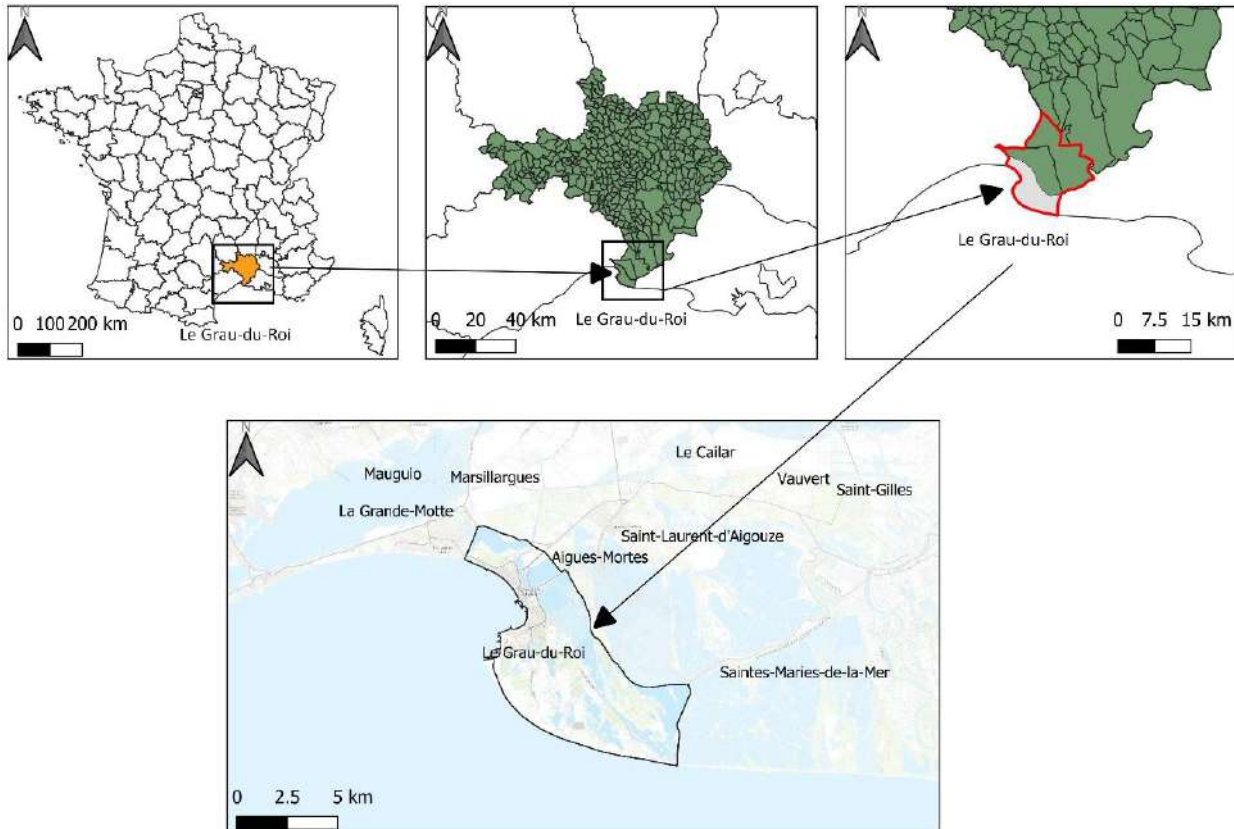 N
0 100 200 km
Le Grau-du-Roi
N
0 20 40 km
Le Grau-du-Roi
N
Le Grau-du-Roi
0 7.5 15 km
N
Le Cailar
Mauguio
Marsillargues
Vauvert
Saint-Gilles
La Grande-Motte
Saint-Laurent-d'Aigouze
Aigues-Mortes
Le Grau-du-Roi
Saintes-Maries-de-la-Mer
0 2.5 5 km